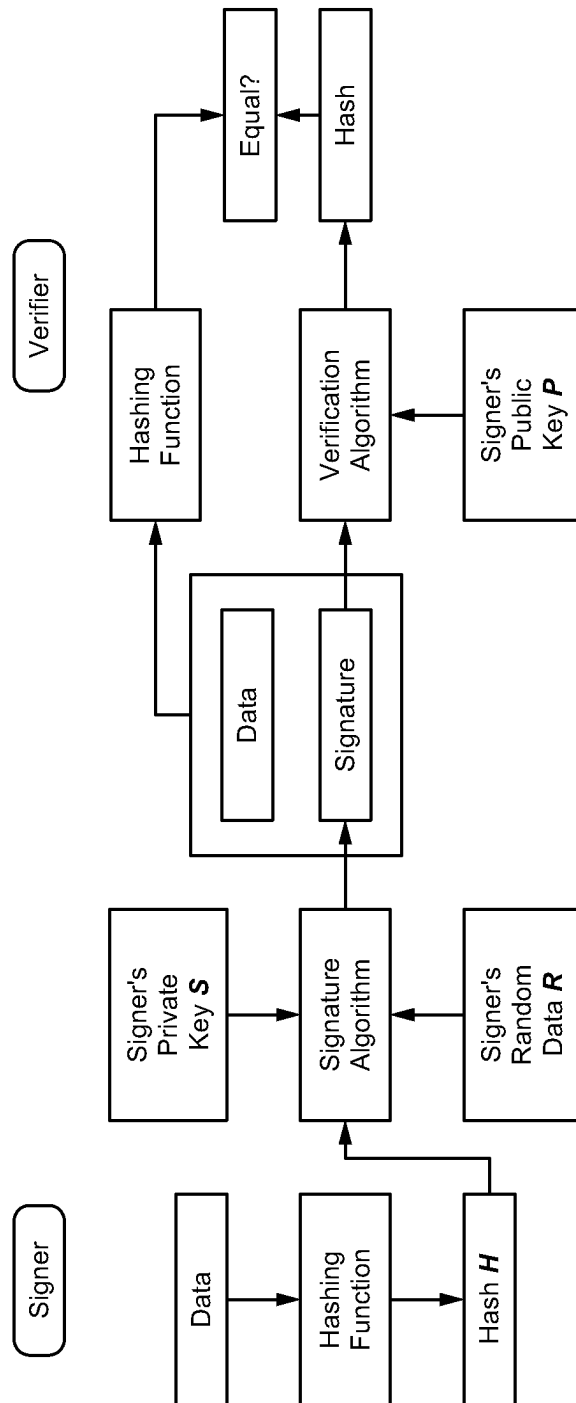 Signer
Verifier
Data
Hashing
Function
Hash H
Signer's
Private
Key S
Signature
Algorithm
Signer's
Random
Data R
Data
Signature
Hashing
Function
Verification
Algorithm
Signer's
Public
Key P
Equal?
Hash